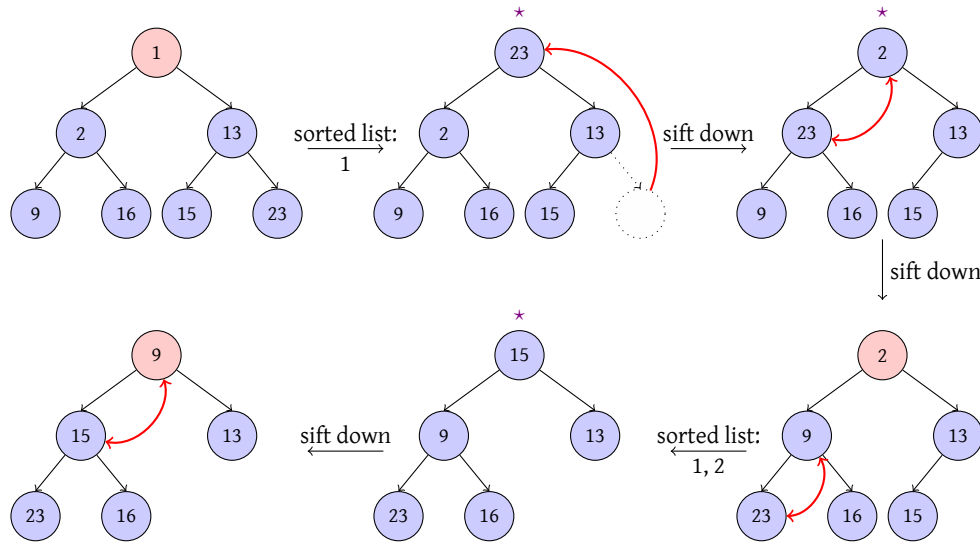 ⋆ ⋆
1 23 2
2 13 2 13 23 13
sorted list: sift down
1
9 16 15 23 9 16 15 9 16 15
sift down
⋆
9 15 2
15 13 9 13 9 13
sift down sorted list:
1, 2
23 16 23 16 23 16 15